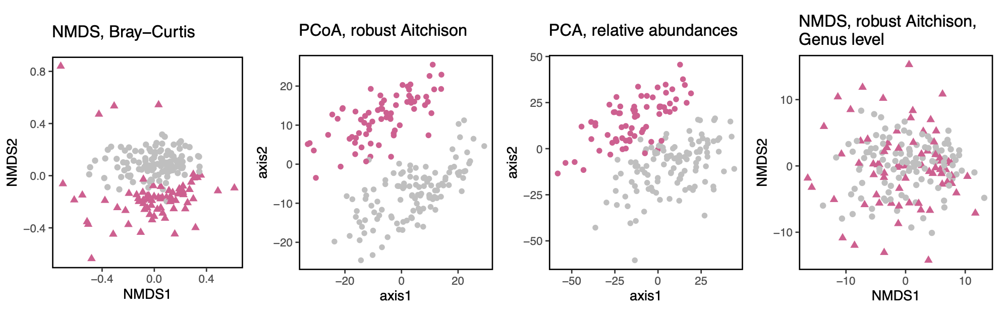 NMDS, Bray−Curtis
0.8
0.4
0.0
−0.4
NMDS2
−0.4 0.0 0.4
NMDS1
PCoA, robust Aitchison
20
10
0
−10
−20
axis2
−20 0 20
axis1
PCA, relative abundances
50
25
0
−25
−50
axis2
−50 −25 0 25
axis1
NMDS, robust Aitchison,
Genus level
10
0
−10
NMDS2
−10 0 10
NMDS1